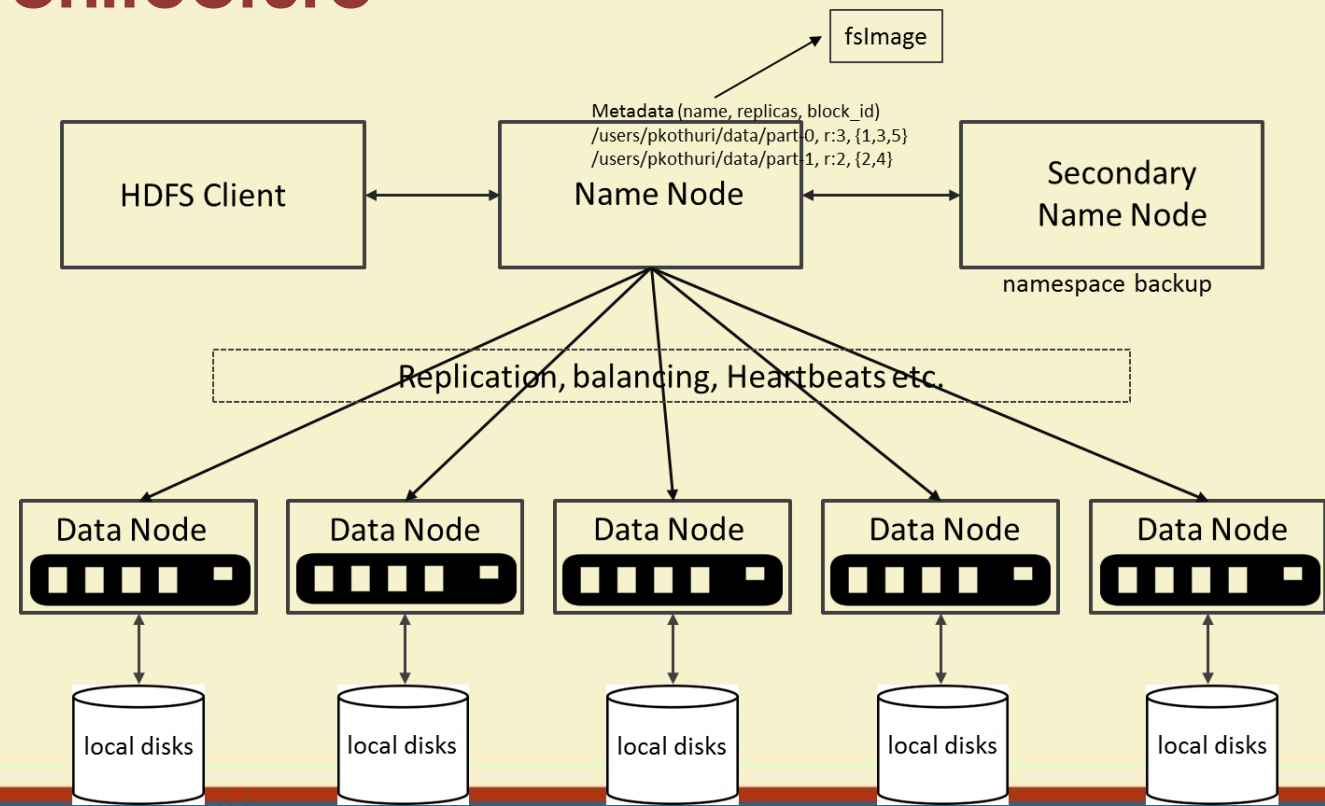 fsImage
Metadata (name, replicas, block_id)
/users/pkothuri/data/part-0, r:3, {1,3,5}
/users/pkothuri/data/part-1, r:2, {2,4}
HDFS Client
Name Node
Secondary
Name Node
namespace backup
Replication, balancing, Heartbeats etc.
Data Node
Data Node
Data Node
Data Node
Data Node
local disks
local disks
local disks
local disks
local disks